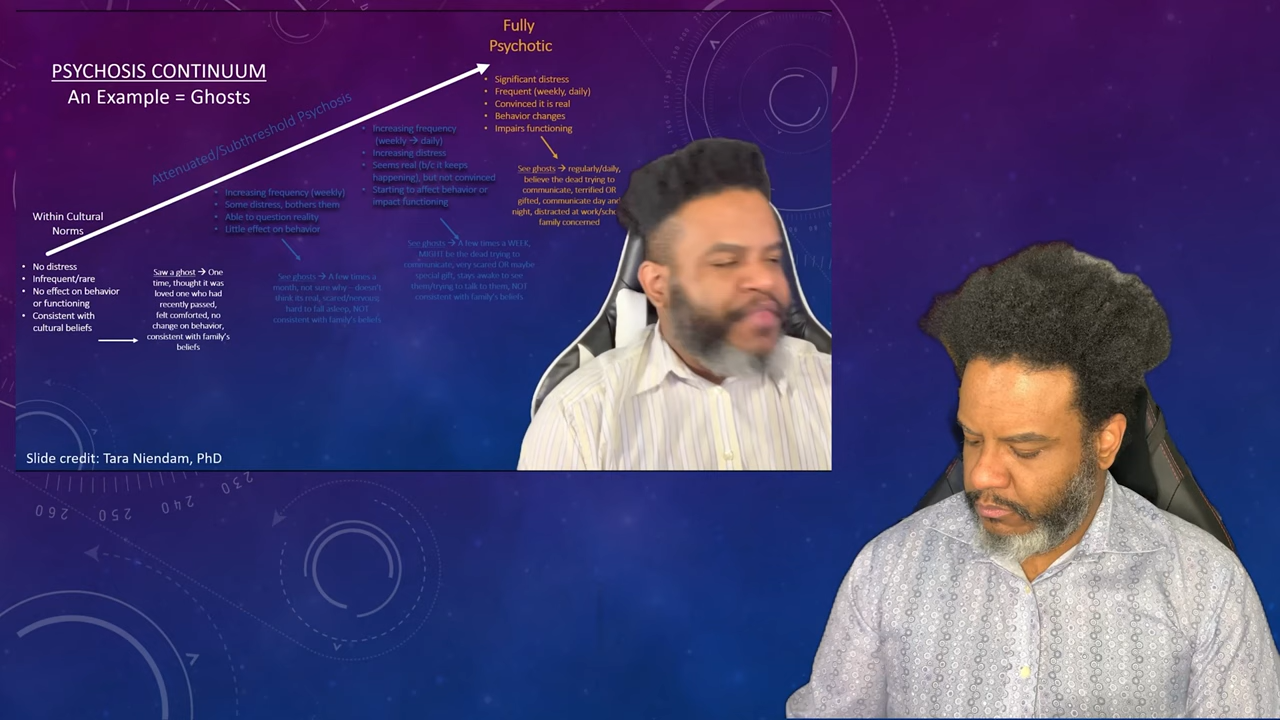 Fully
Psychotic
PSYCHOSIS CONTINUUM
An Example = Ghosts
• Significant distress
• Frequent (weekly, daily)
• Convinced it is real
• Behavior changes
• Impairs functioning
Attenuated/Subthreshold Psychosis
• Increasing frequency
(weekly → daily)
• Increasing distress
• Seems real (b/c it keeps
happening), but not convinced
• Starting to affect behavior or
impact functioning
See ghosts → regularly/daily,
believe the dead trying to
communicate, terrified OR
gifted, communicate day and
night, distracted at work/
family concerned
• Increasing frequency (weekly)
• Some distress, bothers them
• Able to question reality
• Little effect on behavior
Within Cultural
Norms
See ghosts → A few times a WEEK,
MIGHT be the dead trying to
communicate, very scared OR maybe
special gift, stays awake to see
them/trying to talk to them, NOT
consistent with family's beliefs
• No distress
• Infrequent/rare
• No effect on behavior
or functioning
• Consistent with
cultural beliefs
Saw a ghost → One
time, thought it was
loved one who had
recently passed,
felt comforted, no
change on behavior,
consistent with family's
beliefs
See ghosts → A few times a
month, not sure why – doesn't
think its real, scared/nervous,
hard to fall asleep, NOT
consistent with family's beliefs
Slide credit: Tara Niendam, PhD
260 250 240 230